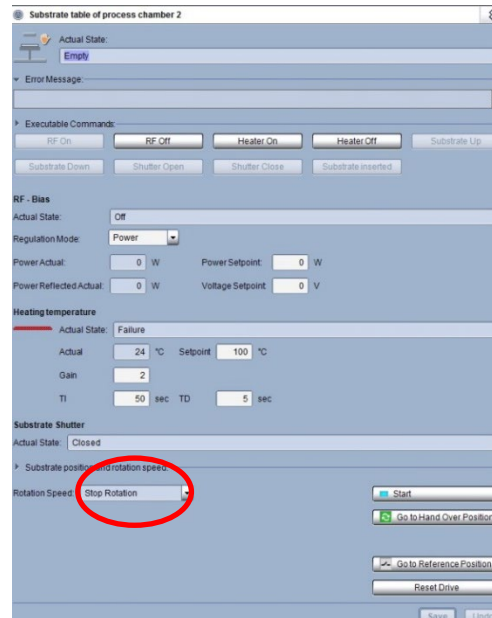 Substrate table of process chamber 2
Actual State:
Empty
Error Message:
Executable Commands:
RF On RF Off Heater On Heater Off Substrate Up
Substrate Down Shutter Open Shutter Close Substrate inserted
RF - Bias
Actual State: Off
Regulation Mode: Power
Power Actual: 0 W Power Setpoint: 0 W
Power Reflected Actual: 0 W Voltage Setpoint 0 V
Heating temperature
Actual State: Failure
Actual 24 °C Setpoint 100 °C
Gain 2
TI 50 sec TD 5 sec
Substrate Shutter
Actual State: Closed
Substrate position and rotation speed:
Rotation Speed: Stop Rotation Start
Go to Hand Over Position
Go to Reference Position
Reset Drive
Save Undo